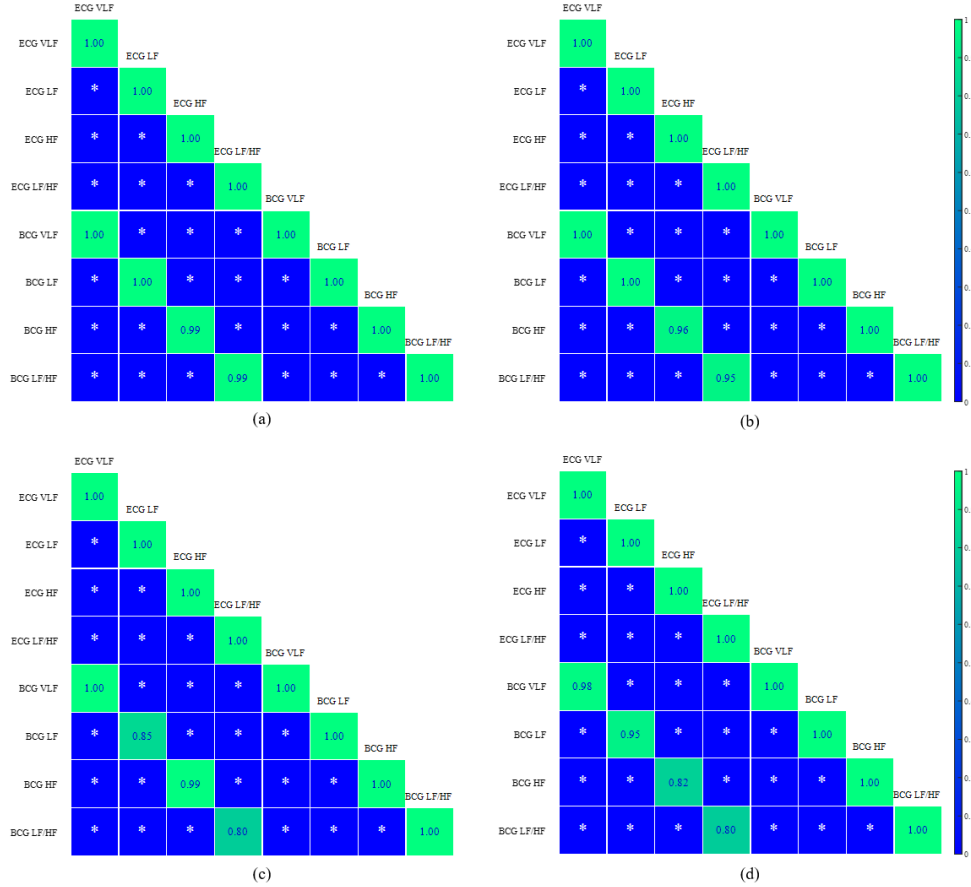 ECG VLF
ECG VLF 1.00
ECG LF
ECG LF * 1.00
ECG HF
ECG HF * * 1.00
ECG LF/HF
ECG LF/HF * * * 1.00
BCG VLF
BCG VLF 1.00 * * * 1.00
BCG LF
BCG LF * 1.00 * * * 1.00
BCG HF
BCG HF * * 0.99 * * * 1.00
BCG LF/HF
BCG LF/HF * * * 0.99 * * * 1.00
(a)
ECG VLF
ECG VLF 1.00
ECG LF
ECG LF * 1.00
ECG HF
ECG HF * * 1.00
ECG LF/HF
ECG LF/HF * * * 1.00
BCG VLF
BCG VLF 1.00 * * * 1.00
BCG LF
BCG LF * 1.00 * * * 1.00
BCG HF
BCG HF * * 0.96 * * * 1.00
BCG LF/HF
BCG LF/HF * * * 0.95 * * * 1.00
(b)
1
0
ECG VLF
ECG VLF 1.00
ECG LF
ECG LF * 1.00
ECG HF
ECG HF * * 1.00
ECG LF/HF
ECG LF/HF * * * 1.00
BCG VLF
BCG VLF 1.00 * * * 1.00
BCG LF
BCG LF * 0.85 * * * 1.00
BCG HF
BCG HF * * 0.99 * * * 1.00
BCG LF/HF
BCG LF/HF * * * 0.80 * * * 1.00
(c)
ECG VLF
ECG VLF 1.00
ECG LF
ECG LF * 1.00
ECG HF
ECG HF * * 1.00
ECG LF/HF
ECG LF/HF * * * 1.00
BCG VLF
BCG VLF 0.98 * * * 1.00
BCG LF
BCG LF * 0.95 * * * 1.00
BCG HF
BCG HF * * 0.82 * * * 1.00
BCG LF/HF
BCG LF/HF * * * 0.80 * * * 1.00
(d)
1
0